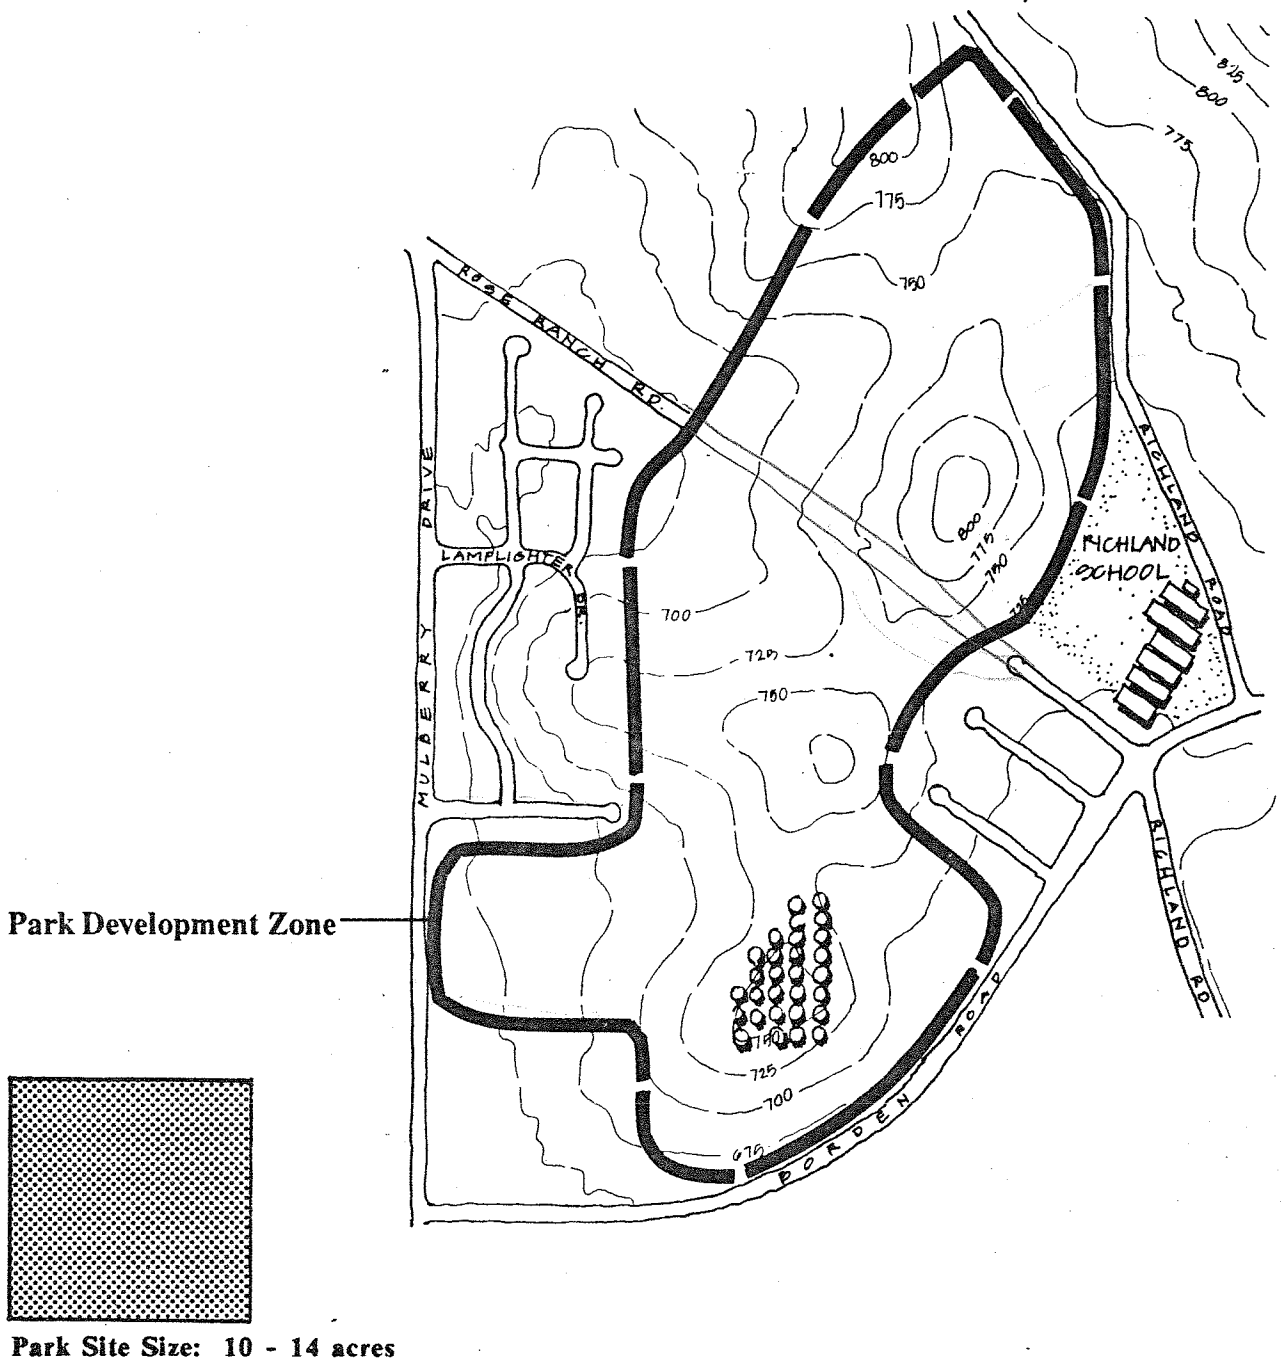 825
800
775
800
775
750
ROSE RANCH RD.
DRIVE
RICHLAND ROAD
800
775
750
RICHLAND
SCHOOL
LAMPLIGHTER
DR.
725
700
MULBERRY
725
750
RICHLAND RD
Park Development Zone
750
725
700
675
BORDEN ROAD
Park Site Size: 10 - 14 acres